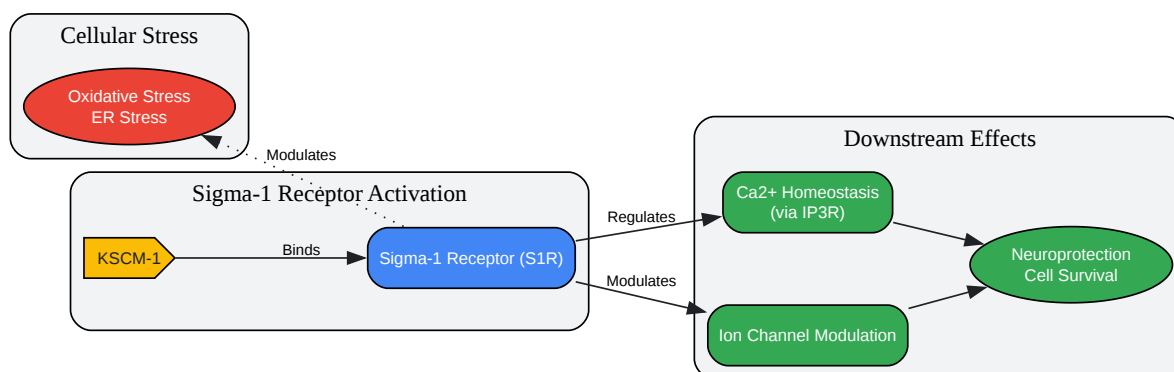 Cellular Stress
Oxidative Stress
ER Stress
Modulates
Sigma-1 Receptor Activation
KSCM-1
Binds
Sigma-1 Receptor (S1R)
Regulates
Modulates
Downstream Effects
Ca2+ Homeostasis
(via IP3R)
Ion Channel Modulation
Neuroprotection
Cell Survival